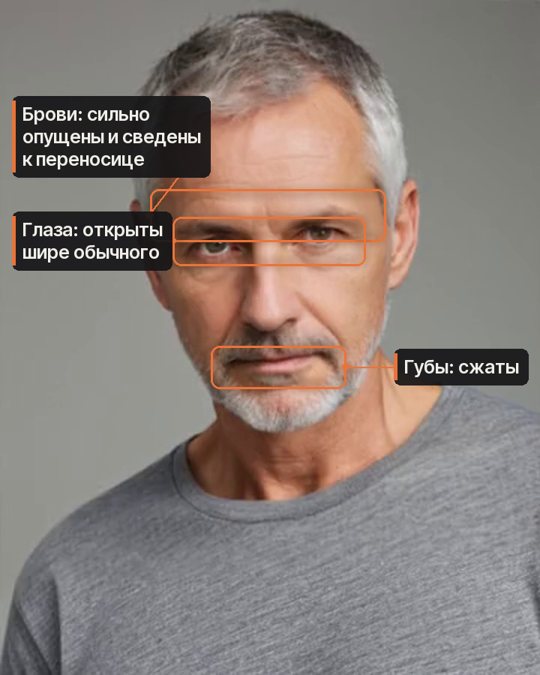 Брови: сильно
опущены и сведены
к переносице
Глаза: открыты
шире обычного
Губы: сжаты